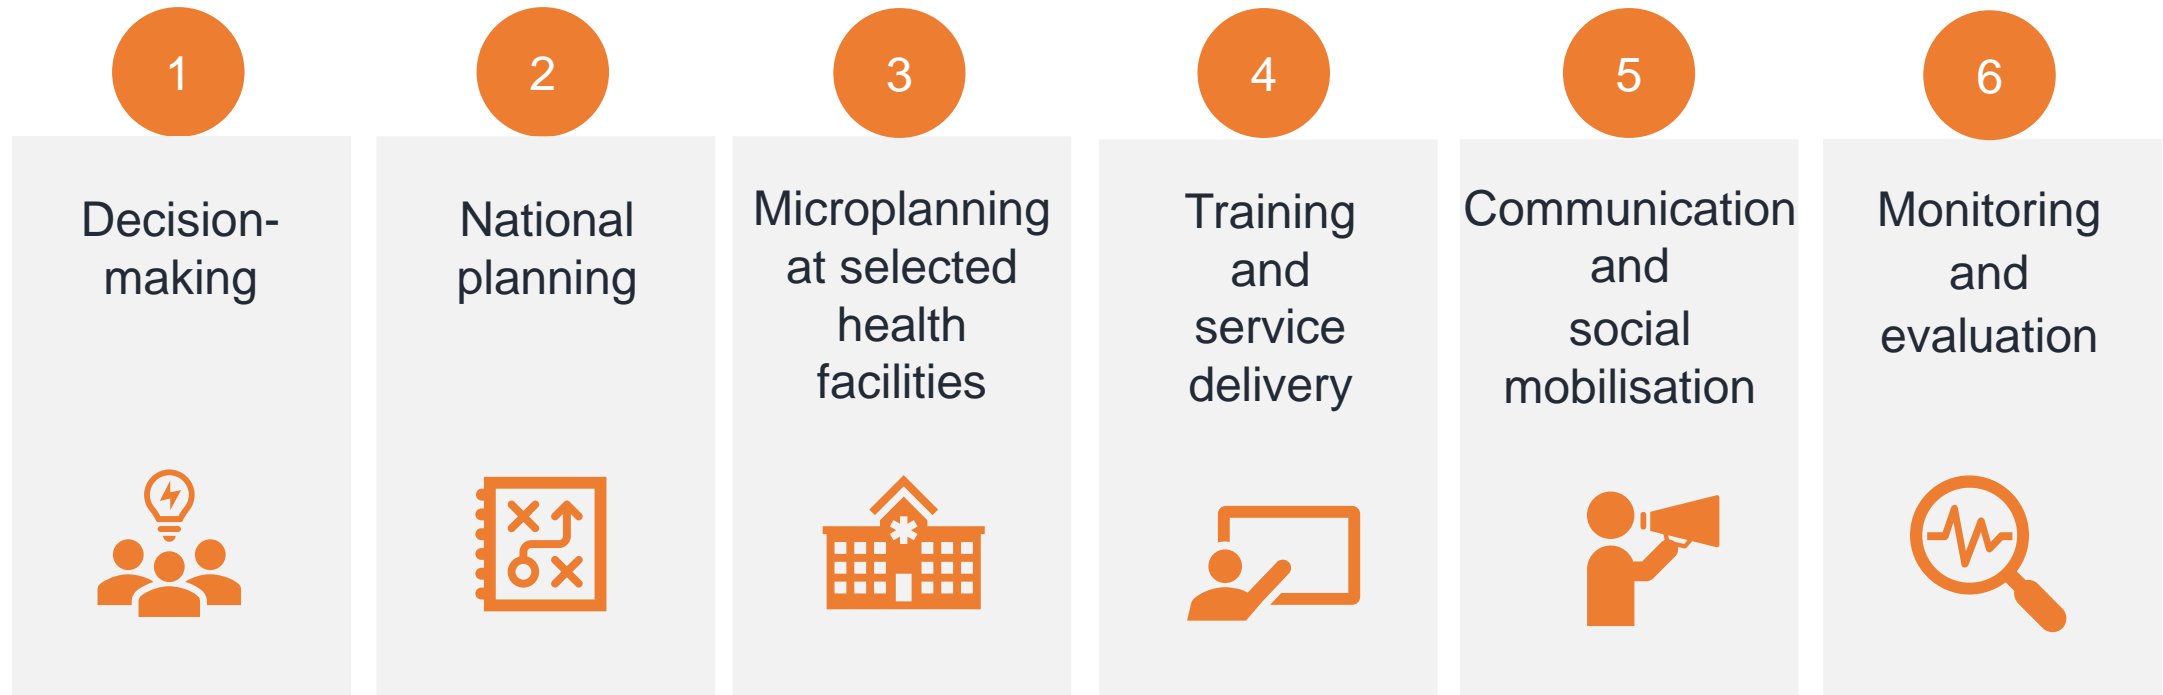 1
Decision-
making
2
National
planning
3
Microplanning
at selected
health
facilities
4
Training
and
service
delivery
5
Communication
and
social
mobilisation
6
Monitoring
and
evaluation